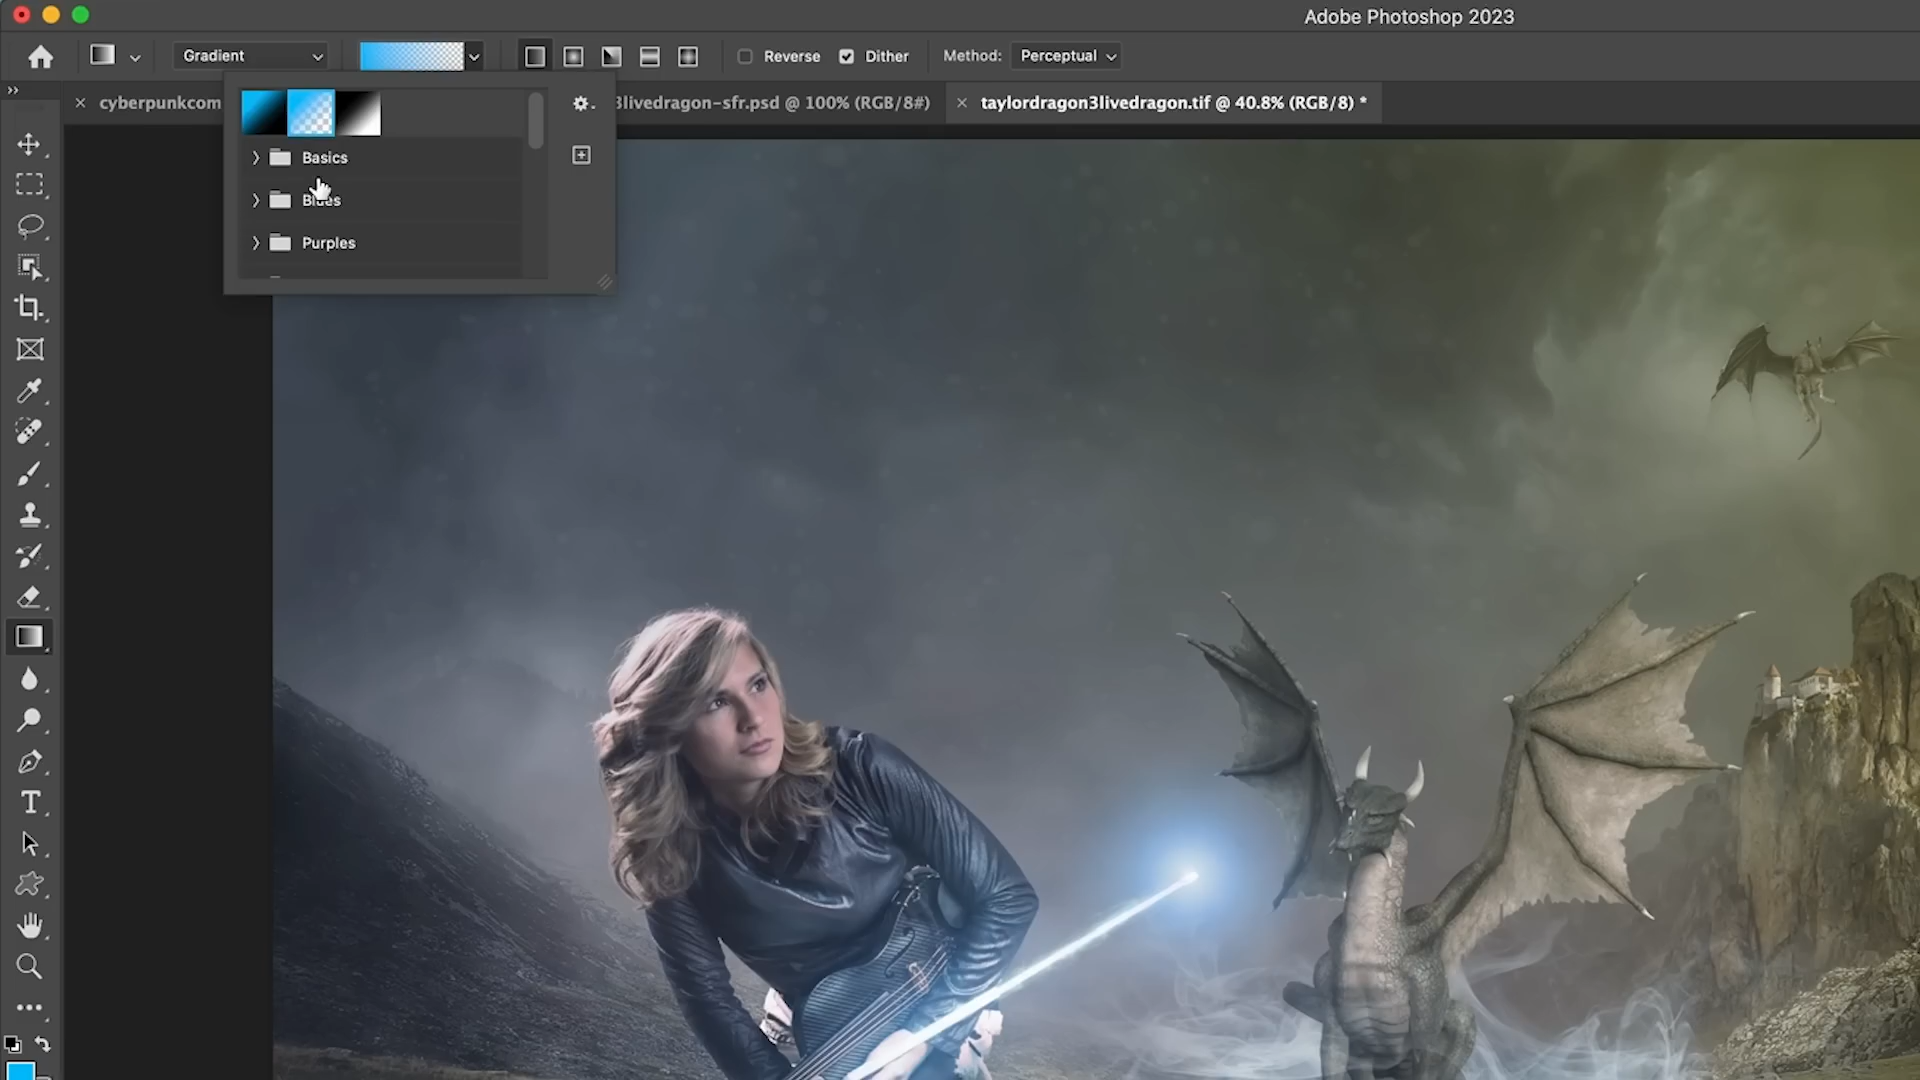 Adobe Photoshop 2023
Gradient
Reverse
Dither
Method:
Perceptual
cyberpunkcom
3livedragon-sfr.psd @ 100% (RGB/8#)
taylordragon3livedragon.tif @ 40.8% (RGB/8) *
Basics
Blues
Purples